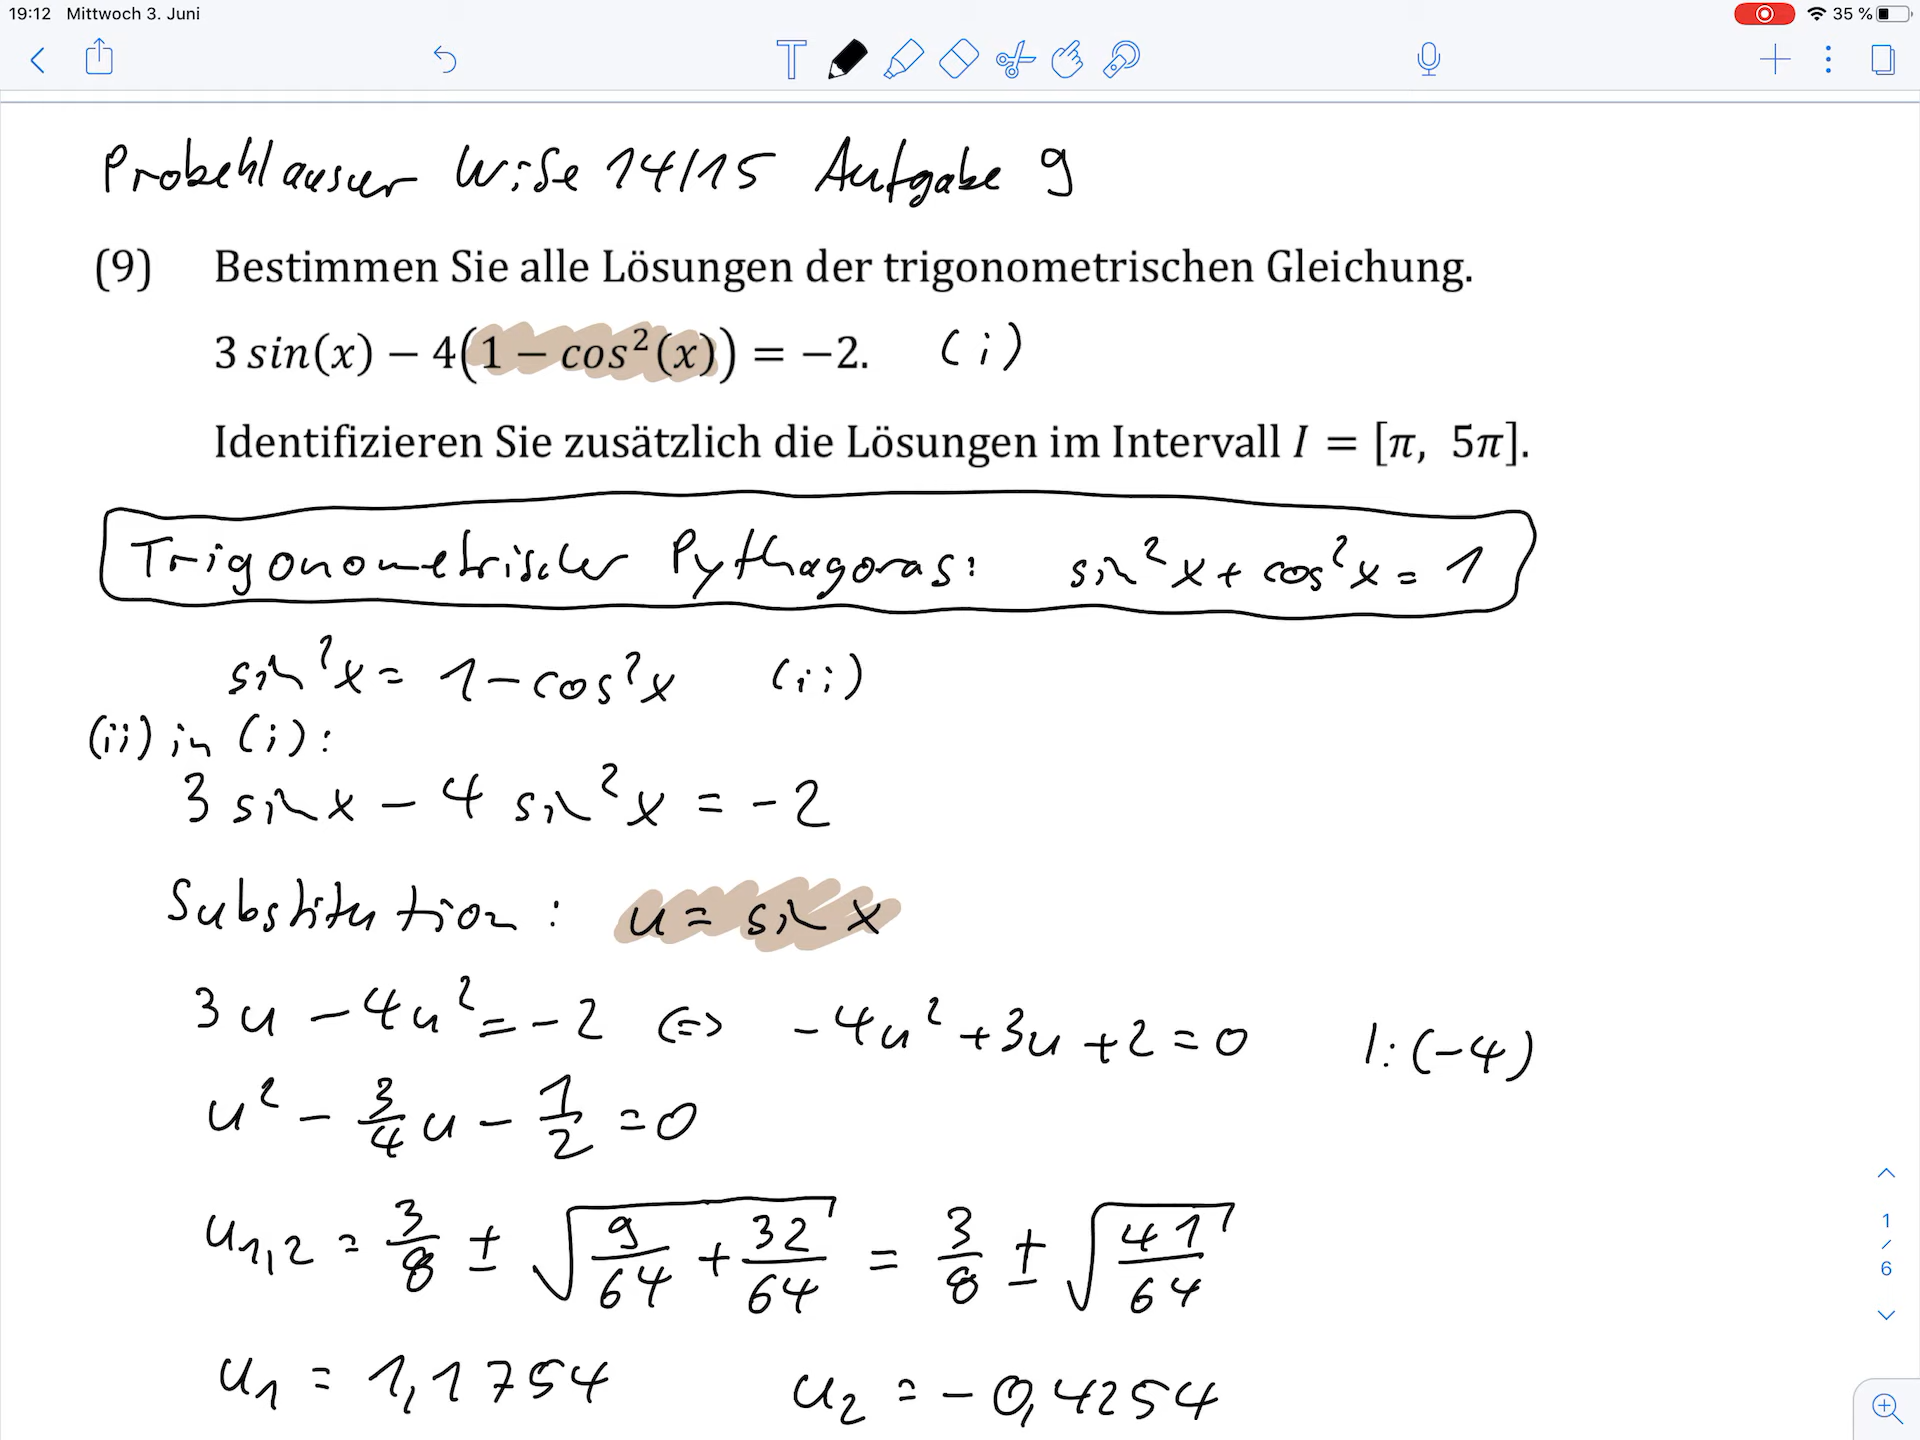 19:12 Mittwoch 3. Juni 35 %
Probeklausur WiSe 14/15 Aufgabe 9
(9) Bestimmen Sie alle Lösungen der trigonometrischen Gleichung.
3 sin(x) − 4(1 − cos²(x)) = −2. (i)
Identifizieren Sie zusätzlich die Lösungen im Intervall I = [π, 5π].
Trigonometrischer Pythagoras: sin²x + cos²x = 1
sin²x = 1 − cos²x (ii)
(ii) in (i):
3 sin x − 4 sin²x = −2
Substitution: u = sin x
3u − 4u² = −2 ⇔ −4u² + 3u + 2 = 0 |:(−4)
u² − 3/4 u − 1/2 = 0
u1,2 = 3/8 ± √(9/64 + 32/64) = 3/8 ± √(41/64)
u1 = 1,1754 u2 = −0,4254
1
/
6